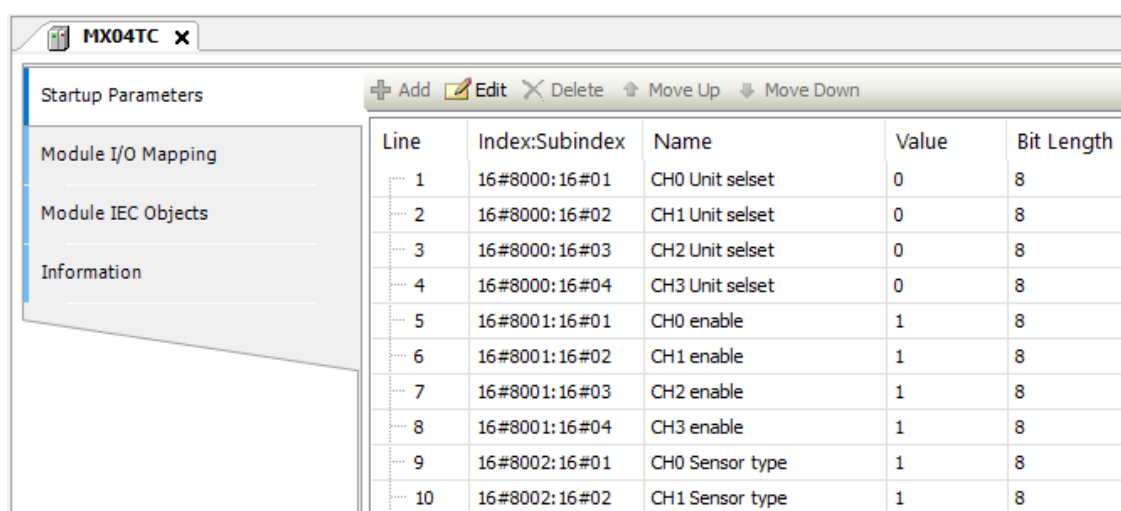 MX04TC
Startup Parameters
Module I/O Mapping
Module IEC Objects
Information
Add Edit Delete Move Up Move Down
Line Index:Subindex Name Value Bit Length
1 16#8000:16#01 CH0 Unit selset 0 8
2 16#8000:16#02 CH1 Unit selset 0 8
3 16#8000:16#03 CH2 Unit selset 0 8
4 16#8000:16#04 CH3 Unit selset 0 8
5 16#8001:16#01 CH0 enable 1 8
6 16#8001:16#02 CH1 enable 1 8
7 16#8001:16#03 CH2 enable 1 8
8 16#8001:16#04 CH3 enable 1 8
9 16#8002:16#01 CH0 Sensor type 1 8
10 16#8002:16#02 CH1 Sensor type 1 8